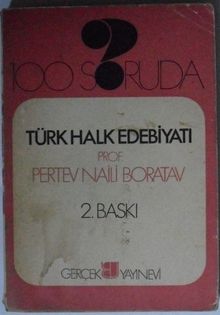 100 SORUDA
TÜRK HALK EDEBİYATI
PROF.
PERTEV NAİLİ BORATAV
2. BASKI
GERÇEK YAYINEVİ